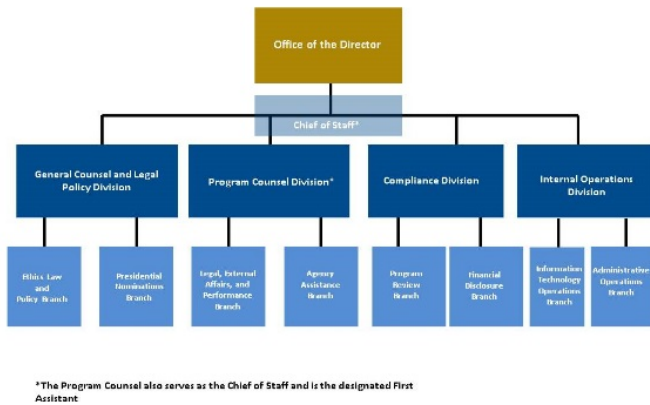 Office of the Director
Chief of Staff*
General Counsel and Legal
Policy Division
Program Counsel Division*
Compliance Division
Internal Operations
Division
Ethics Law
and
Policy Branch
Presidential
Nominations
Branch
Legal, External
Affairs, and
Performance
Branch
Agency
Assistance
Branch
Program
Review
Branch
Financial
Disclosure
Branch
Information
Technology
Operations
Branch
Administrative
Operations
Branch
*The Program Counsel also serves as the Chief of Staff and is the designated First
Assistant